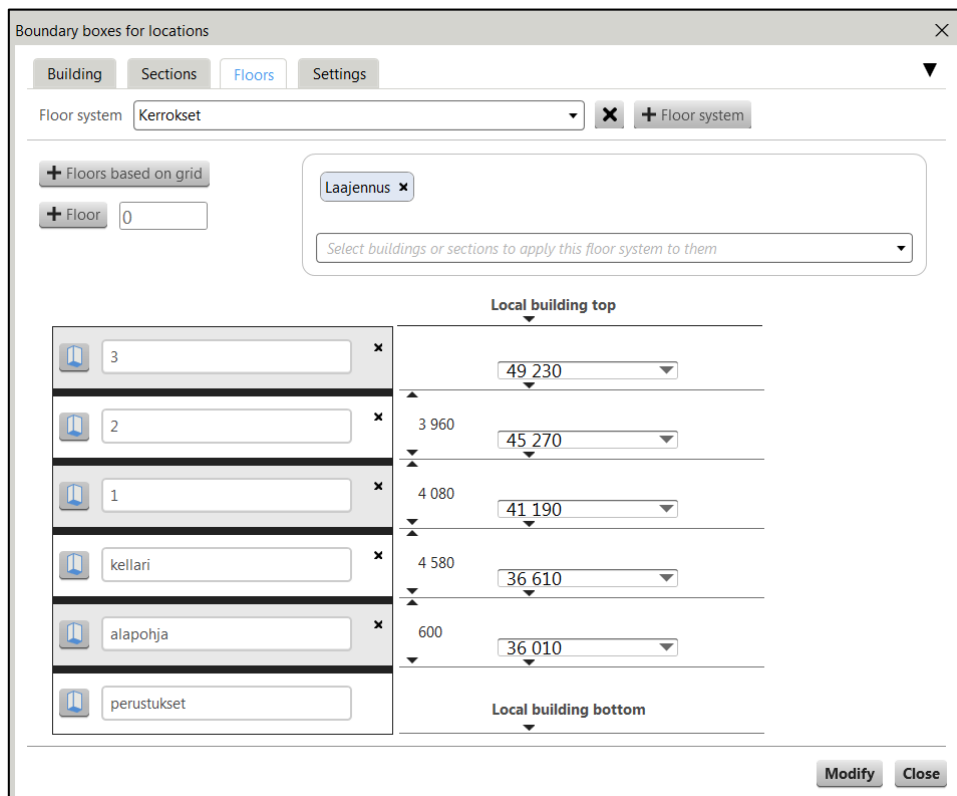 Boundary boxes for locations
Building Sections Floors Settings
Floor system Kerrokset Floor system
Floors based on grid
Floor 0
Laajennus
Select buildings or sections to apply this floor system to them
Local building top
3
49 230
2
3 960
45 270
1
4 080
41 190
kellari
4 580
36 610
alapohja
600
36 010
perustukset
Local building bottom
Modify Close